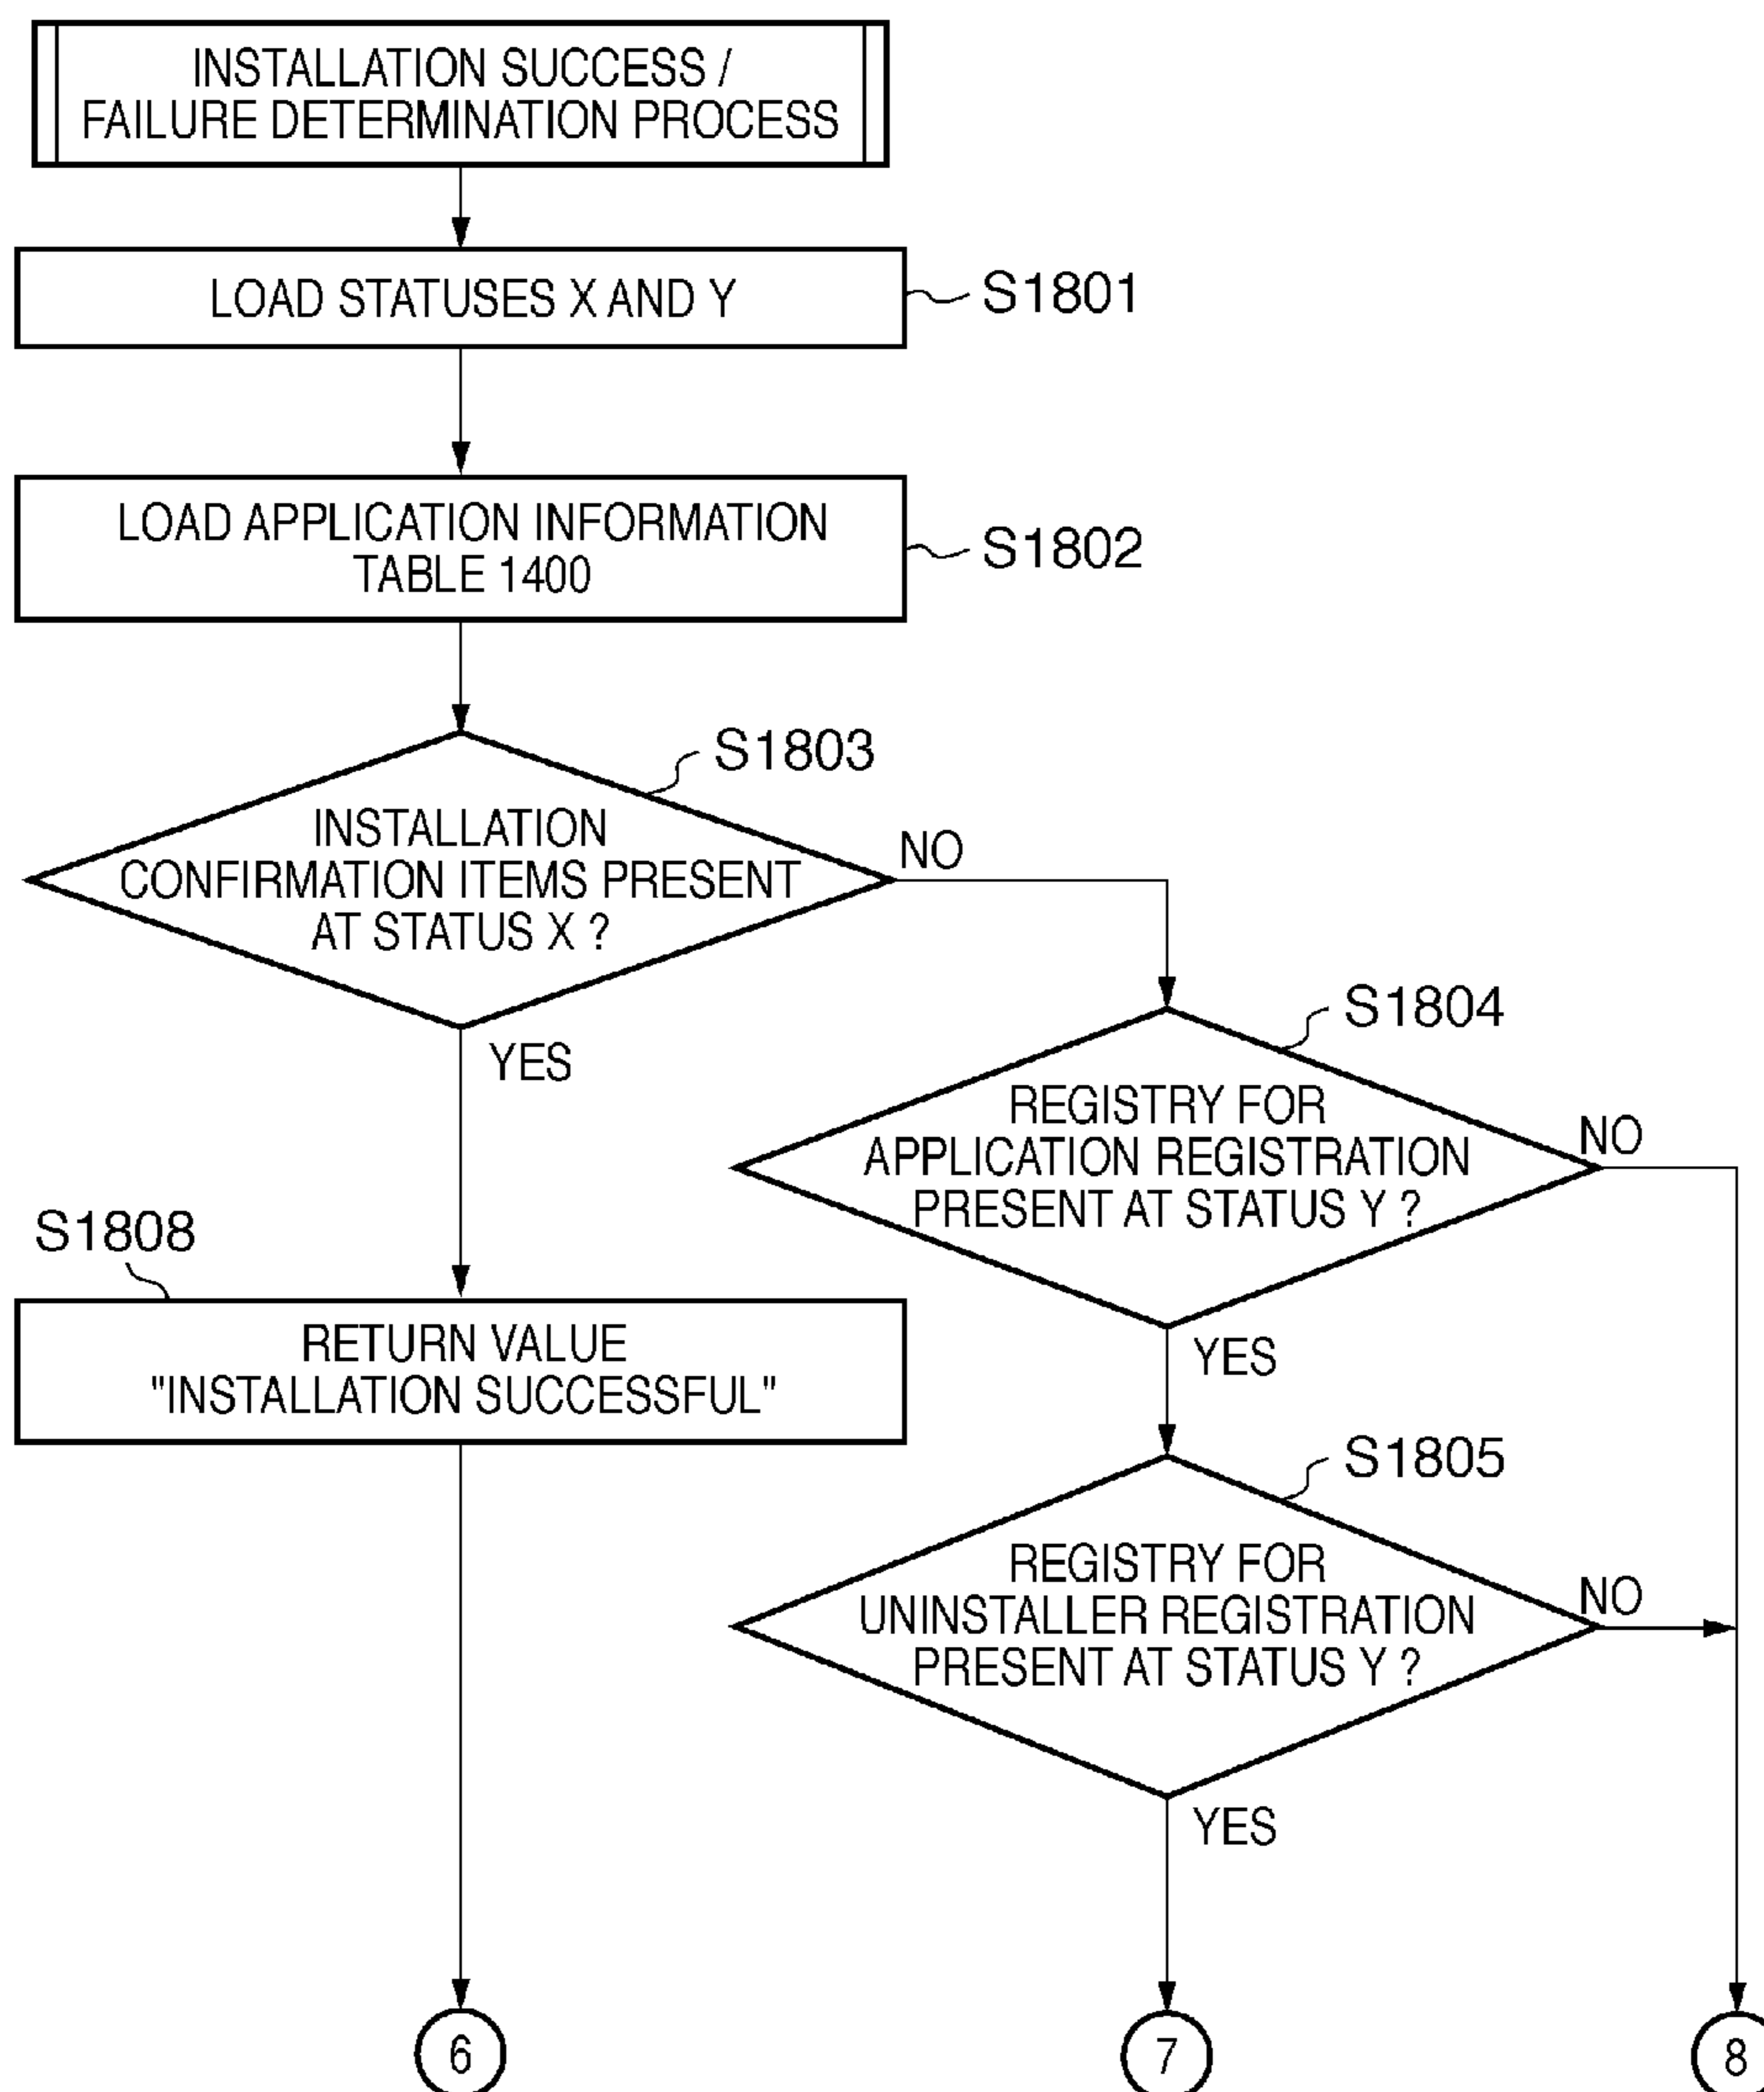 INSTALLATION SUCCESS /
FAILURE DETERMINATION PROCESS
LOAD STATUSES X AND Y
S1801
LOAD APPLICATION INFORMATION
TABLE 1400
S1802
S1803
INSTALLATION
CONFIRMATION ITEMS PRESENT
AT STATUS X ?
NO
YES
S1804
REGISTRY FOR
APPLICATION REGISTRATION
PRESENT AT STATUS Y ?
NO
YES
S1808
RETURN VALUE
"INSTALLATION SUCCESSFUL"
S1805
REGISTRY FOR
UNINSTALLER REGISTRATION
PRESENT AT STATUS Y ?
NO
YES
6
7
8